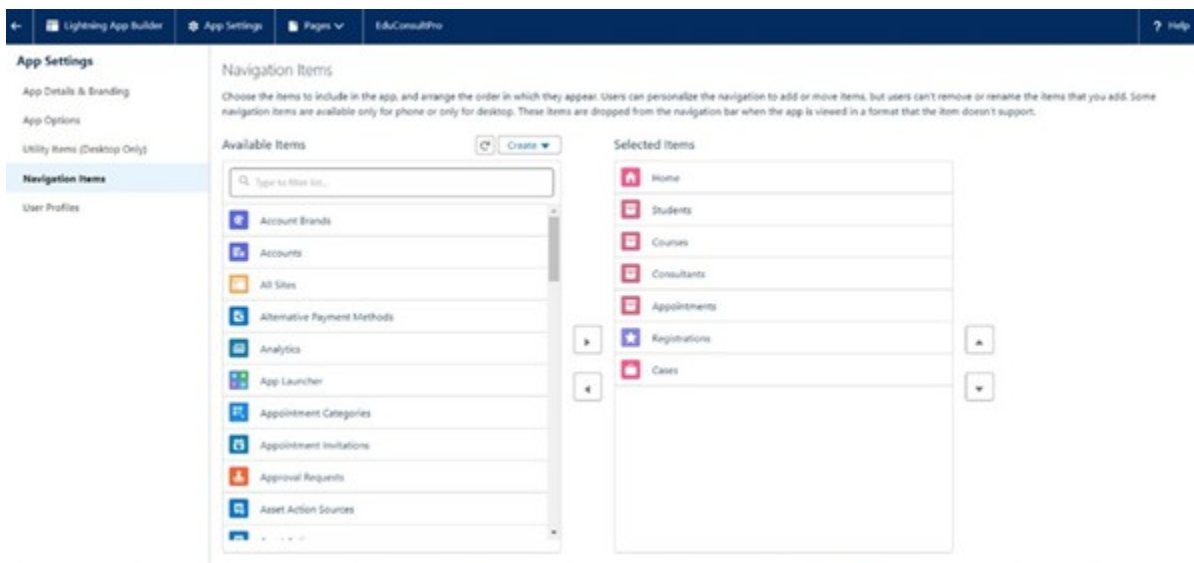 Lightning App Builder
App Settings
Pages
EduConsultPro
? Help
App Settings
App Details & Branding
App Options
Utility Items (Desktop Only)
Navigation Items
User Profiles
Navigation Items
Choose the items to include in the app, and arrange the order in which they appear. Users can personalize the navigation to add or move items, but users can't remove or rename the items that you add. Some
navigation items are available only for phone or only for desktop. These items are dropped from the navigation bar when the app is viewed in a format that the item doesn't support.
Available Items
Create
Type to filter list...
Account Brands
Accounts
All Sites
Alternative Payment Methods
Analytics
App Launcher
Appointment Categories
Appointment Invitations
Approval Requests
Asset Action Sources
Selected Items
Home
Students
Courses
Consultants
Appointments
Registrations
Cases